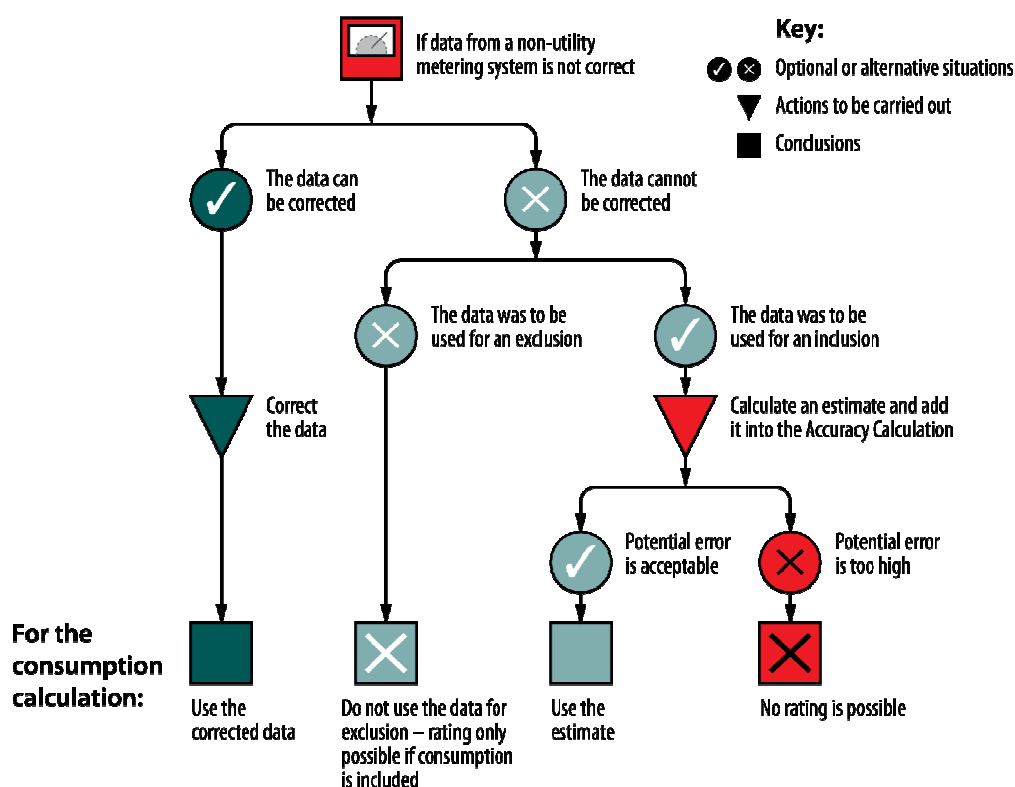 If data from a non-utility
metering system is not correct
Key:
Optional or alternative situations
Actions to be carried out
Conclusions
The data can
be corrected
The data cannot
be corrected
The data was to be
used for an exclusion
The data was to be
used for an inclusion
Correct
the data
Calculate an estimate and add
it into the Accuracy Calculation
Potential error
is acceptable
Potential error
is too high
For the
consumption
calculation:
Use the
corrected data
Do not use the data for
exclusion – rating only
possible if consumption
is included
Use the
estimate
No rating is possible